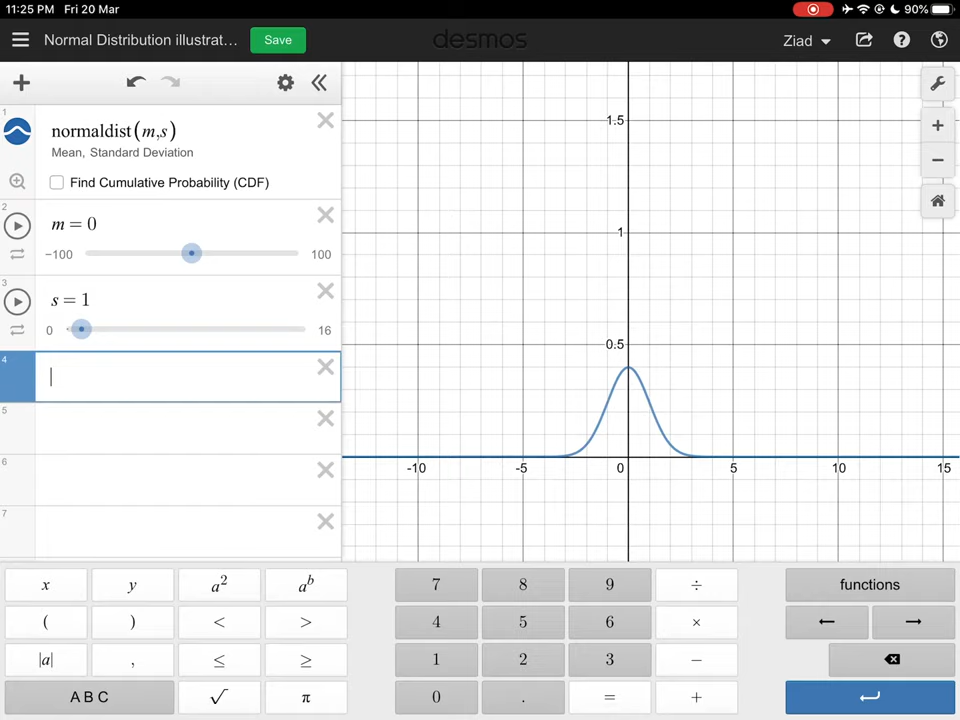 11:25 PM Fri 20 Mar 90%
Normal Distribution illustrat... Save desmos Ziad
1
normaldist(m,s)
Mean, Standard Deviation
Find Cumulative Probability (CDF)
2
m = 0
−100 100
3
s = 1
0 16
4
5
6
7
1.5
1
0.5
-10 -5 0 5 10 15
x y a² aᵇ 7 8 9 ÷ functions
( ) < > 4 5 6 × ← →
|a| , ≤ ≥ 1 2 3 −
A B C √ π 0 . = +